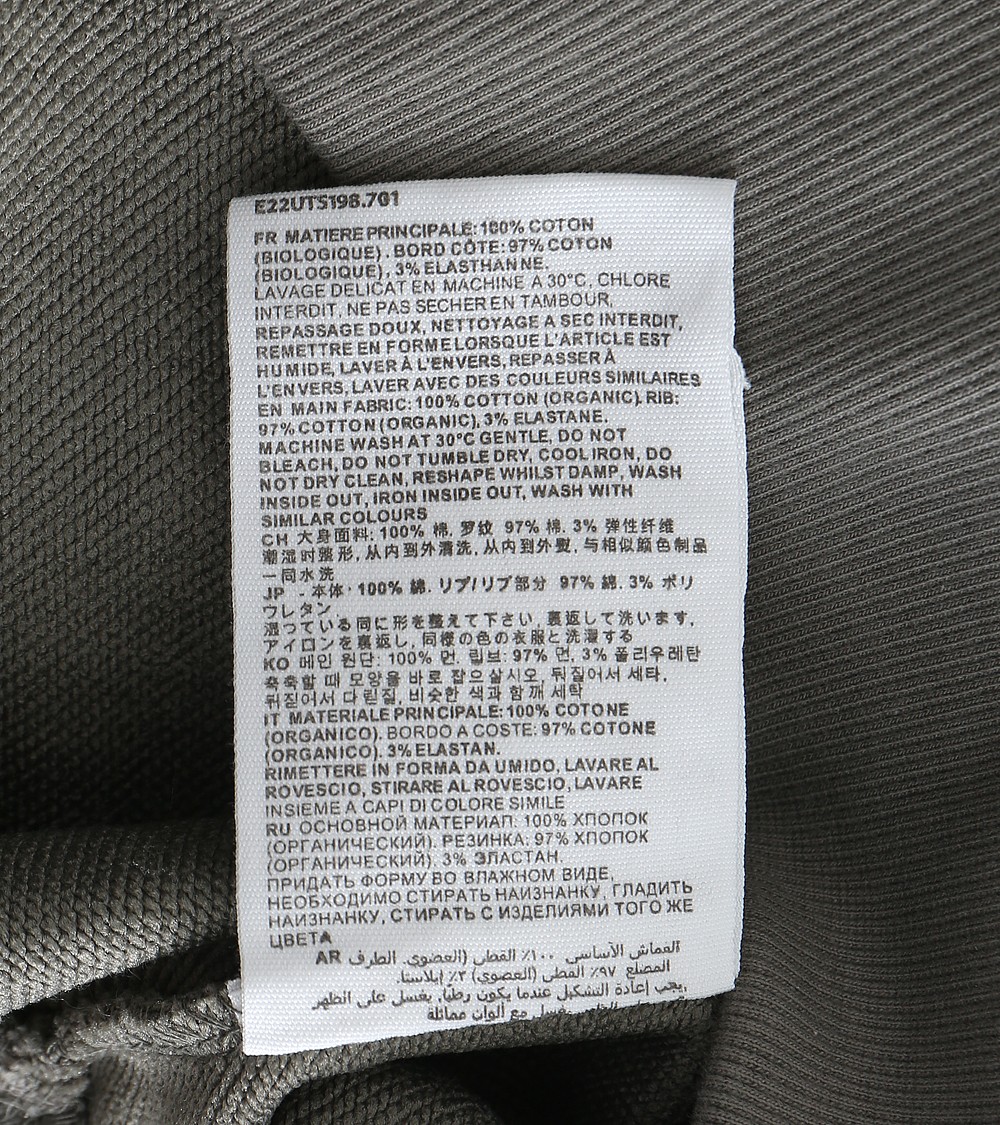 E22UTS198.701
FR MATIERE PRINCIPALE: 100% COTON
(BIOLOGIQUE). BORD CÔTE: 97% COTON
(BIOLOGIQUE), 3% ELASTHANNE.
LAVAGE DELICAT EN MACHINE A 30°C, CHLORE
INTERDIT, NE PAS SECHER EN TAMBOUR,
REPASSAGE DOUX, NETTOYAGE A SEC INTERDIT,
REMETTRE EN FORME LORSQUE L'ARTICLE EST
HUMIDE, LAVER À L'ENVERS, REPASSER À
L'ENVERS, LAVER AVEC DES COULEURS SIMILAIRES
EN MAIN FABRIC: 100% COTTON (ORGANIC). RIB:
97% COTTON (ORGANIC), 3% ELASTANE.
MACHINE WASH AT 30°C GENTLE, DO NOT
BLEACH, DO NOT TUMBLE DRY, COOL IRON, DO
NOT DRY CLEAN, RESHAPE WHILST DAMP, WASH
INSIDE OUT, IRON INSIDE OUT, WASH WITH
SIMILAR COLOURS
CH 大身面料: 100% 棉. 罗纹 97% 棉. 3% 弹性纤维
潮湿时整形, 从内到外清洗, 从内到外熨, 与相似颜色制品
一同水洗
JP - 本体· 100% 綿. リブ/リブ部分 97% 綿. 3% ポリ
ウレタン.
湿っている同に形を整えて下さい, 裏返して洗います,
アイロンを裏返し, 同様の色の衣服と洗濯する
KO 메인 원단: 100% 면. 립브: 97% 면, 3% 폴리우레탄
축축할 때 모양을 바로 잡으십시오, 뒤질어서 세타,
뒤짙어서 다린질, 비슷한 색과 함께 세탁
IT MATERIALE PRINCIPALE: 100% COTONE
(ORGANICO). BORDO A COSTE: 97% COTONE
(ORGANICO). 3% ELASTAN.
RIMETTERE IN FORMA DA UMIDO, LAVARE AL
ROVESCIO, STIRARE AL ROVESCIO, LAVARE
INSIEME A CAPI DI COLORE SIMILE
RU ОСНОВНОЙ МАТЕРИАЛ: 100% ХЛОПОК
(ОРГАНИЧЕСКИЙ). РЕЗИНКА: 97% ХЛОПОК
(ОРГАНИЧЕСКИЙ). 3% ЭЛАСТАН.
ПРИДАТЬ ФОРМУ ВО ВЛАЖНОМ ВИДЕ,
НЕОБХОДИМО СТИРАТЬ НАИЗНАНКУ, ГЛАДИТЬ
НАИЗНАНКУ, СТИРАТЬ С ИЗДЕЛИЯМИ ТОГО ЖЕ
ЦВЕТА
AR القماش الأساسى ١٠٠٪ القطن (العضوي. الطرف
المضلع ٩٧٪ القطن (العضوي) ٣٪ إيلاستا.
يجب إعادة التشكيل عندما يكون رطبا, يغسل على الظهر,
مع ألوان مماثلة